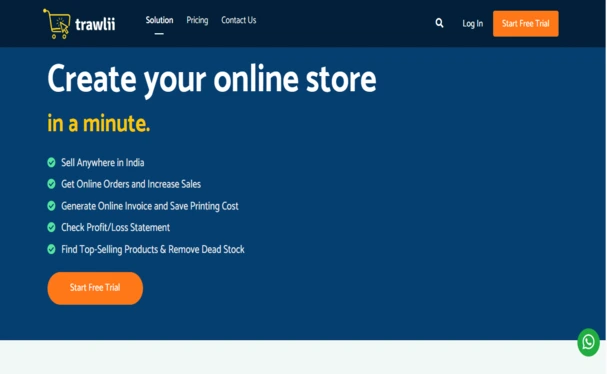 trawlii Solution Pricing Contact Us Log In Start Free Trial
Create your online store
in a minute.
Sell Anywhere in India
Get Online Orders and Increase Sales
Generate Online Invoice and Save Printing Cost
Check Profit/Loss Statement
Find Top-Selling Products & Remove Dead Stock
Start Free Trial